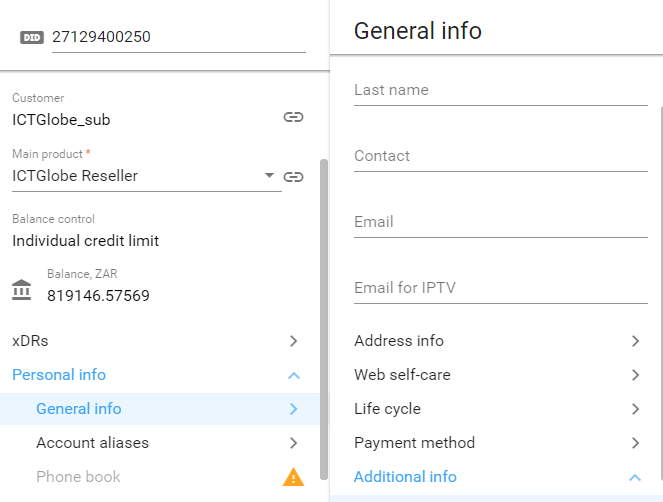 DID 27129400250
Customer
ICTGlobe_sub
Main product *
ICTGlobe Reseller
Balance control
Individual credit limit
Balance, ZAR
819146.57569
xDRs
Personal info
General info
Account aliases
Phone book
General info
Last name
Contact
Email
Email for IPTV
Address info
Web self-care
Life cycle
Payment method
Additional info